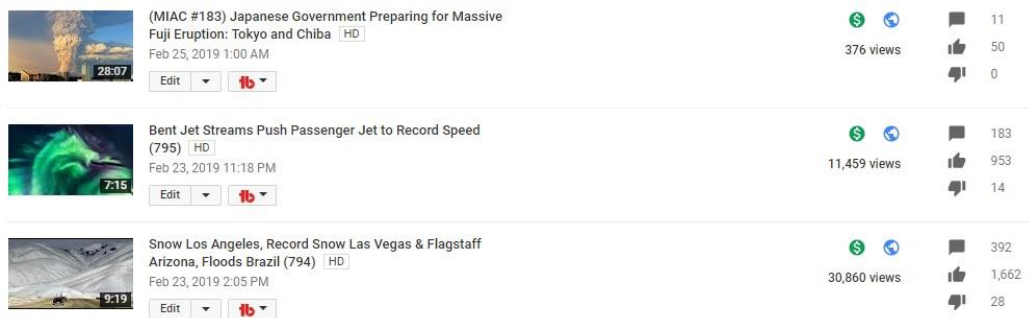 (MIAC #183) Japanese Government Preparing for Massive
Fuji Eruption: Tokyo and Chiba HD
Feb 25, 2019 1:00 AM
28:07
Edit
tb
376 views
11
50
0
Bent Jet Streams Push Passenger Jet to Record Speed
(795) HD
Feb 23, 2019 11:18 PM
7:15
Edit
tb
11,459 views
183
953
14
Snow Los Angeles, Record Snow Las Vegas & Flagstaff
Arizona, Floods Brazil (794) HD
Feb 23, 2019 2:05 PM
9:19
Edit
tb
30,860 views
392
1,662
28